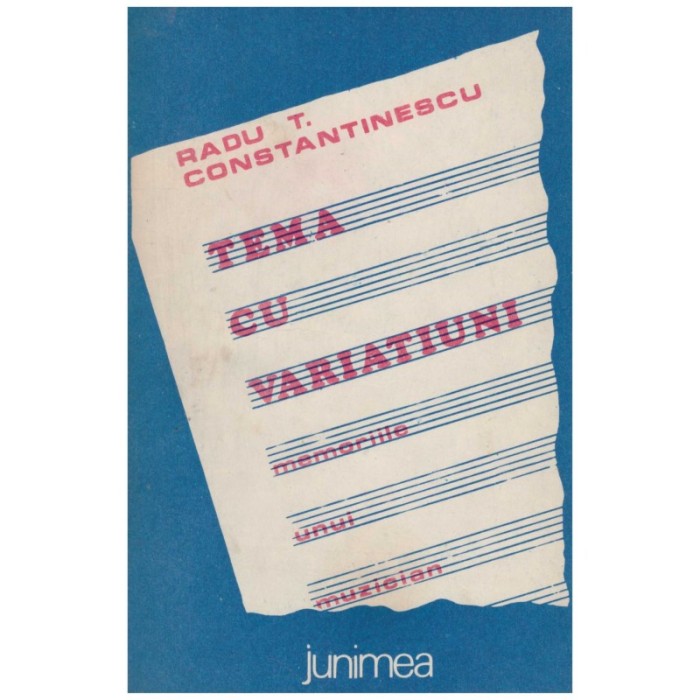 RADU T.
CONSTANTINESCU
TEMA
CU
VARIATIUNI
memoriile
unui
muzician
junimea